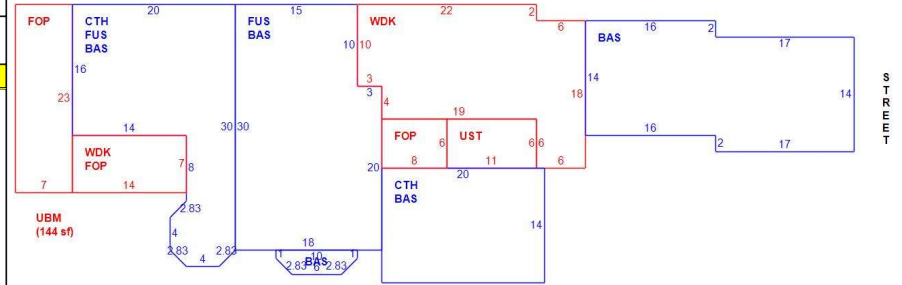 20
15
22
2
FOP
CTH
FUS
BAS
FUS
BAS
WDK
6
16
2
BAS
17
10
10
16
3
14
14
3
4
23
18
S
T
R
E
E
T
19
14
30
30
FOP
UST
16
WDK
FOP
6
6
6
2
17
7
8
20
8
11
6
20
7
14
CTH
BAS
2.83
UBM
(144 sf)
4
14
18
2.83
4
2.83
1
10
1
BAS
2.83
6
2.83